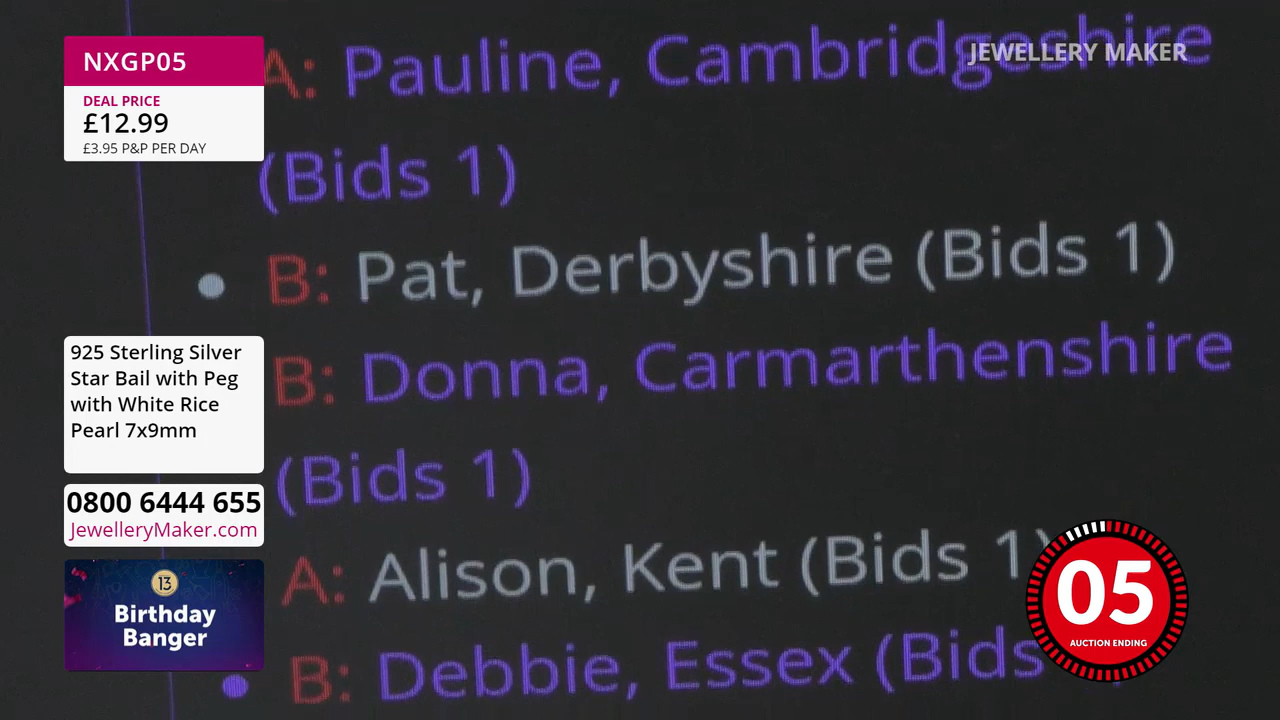 NXGP05
DEAL PRICE
£12.99
£3.95 P&P PER DAY
JEWELLERY MAKER
A: Pauline, Cambridgeshire
(Bids 1)
• B: Pat, Derbyshire (Bids 1)
B: Donna, Carmarthenshire
(Bids 1)
A: Alison, Kent (Bids 1)
• B: Debbie, Essex (Bids
925 Sterling Silver
Star Bail with Peg
with White Rice
Pearl 7x9mm
0800 6444 655
JewelleryMaker.com
13
Birthday
Banger
05
AUCTION ENDING